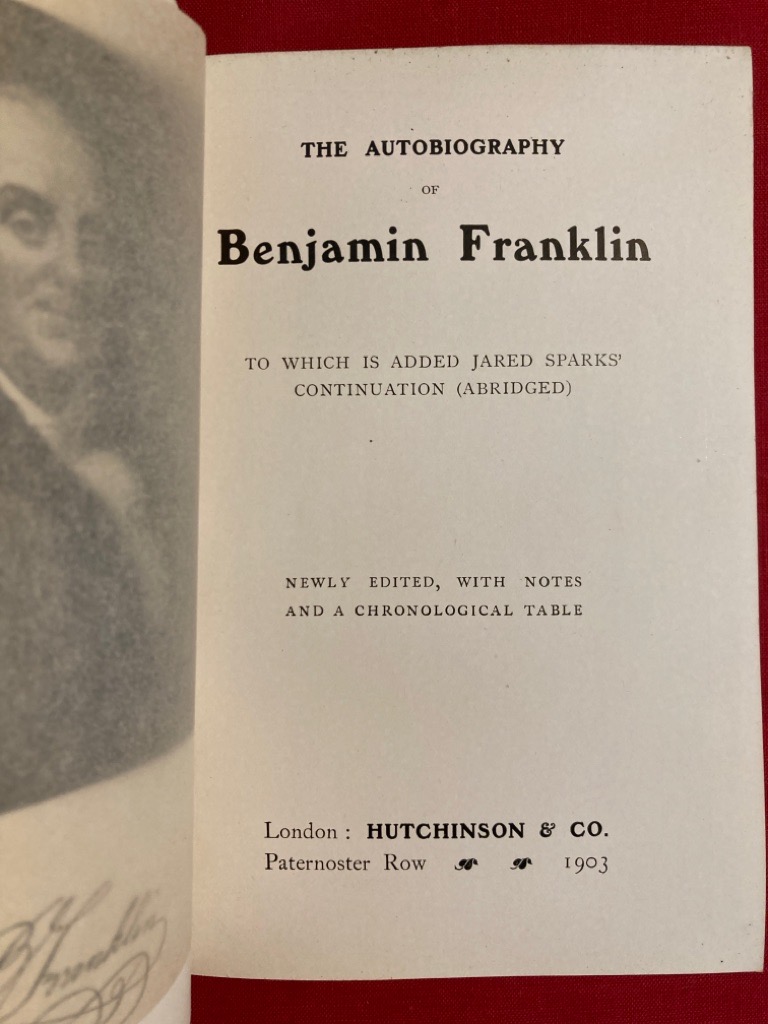 THE AUTOBIOGRAPHY
OF
Benjamin Franklin
TO WHICH IS ADDED JARED SPARKS'
CONTINUATION (ABRIDGED)
NEWLY EDITED, WITH NOTES
AND A CHRONOLOGICAL TABLE
London : HUTCHINSON & CO.
Paternoster Row 1903
B Franklin